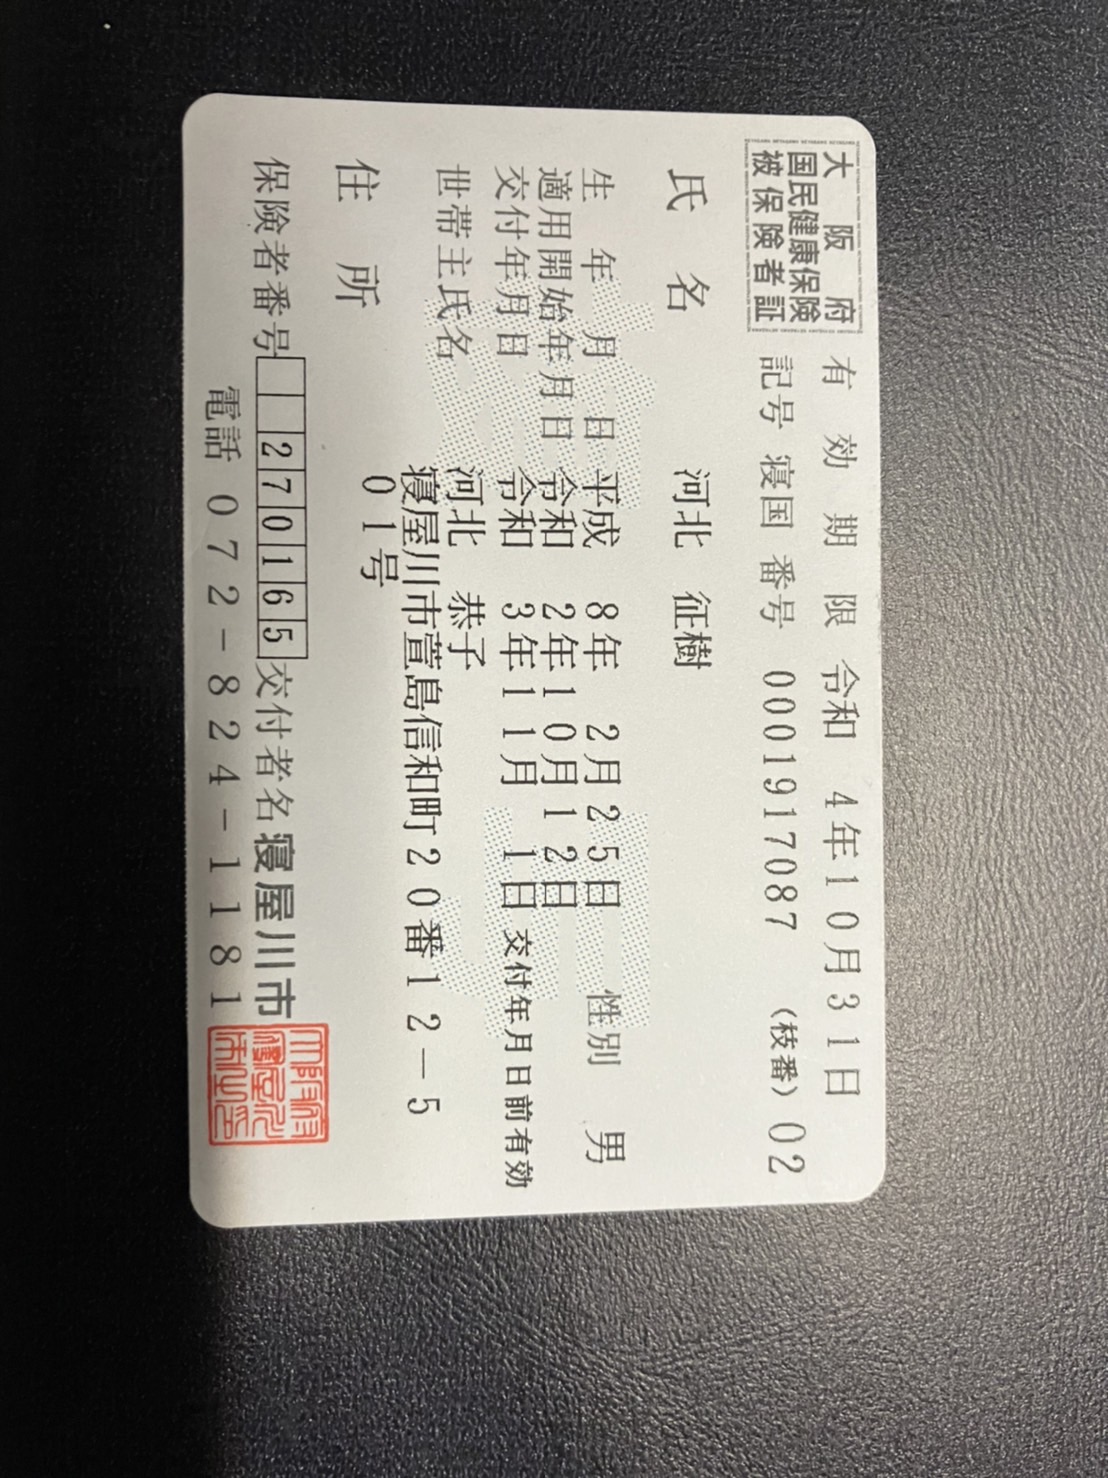 大阪府
国民健康保険
被保険者証
有効期限 令和 4年10月31日
記号 寝国 番号 0001917087 (枝番) 02
氏名 河北 征樹
生年月日 平成 8年 2月25日 性別 男
適用開始年月日 令和 2年10月12日
交付年月日 令和 3年11月 1日 交付年月日前有効
世帯主氏名 河北 恭子
住所 寝屋川市萱島信和町20番12-5
01号
保険者番号 270165 交付者名 寝屋川市
電話 072-824-1181